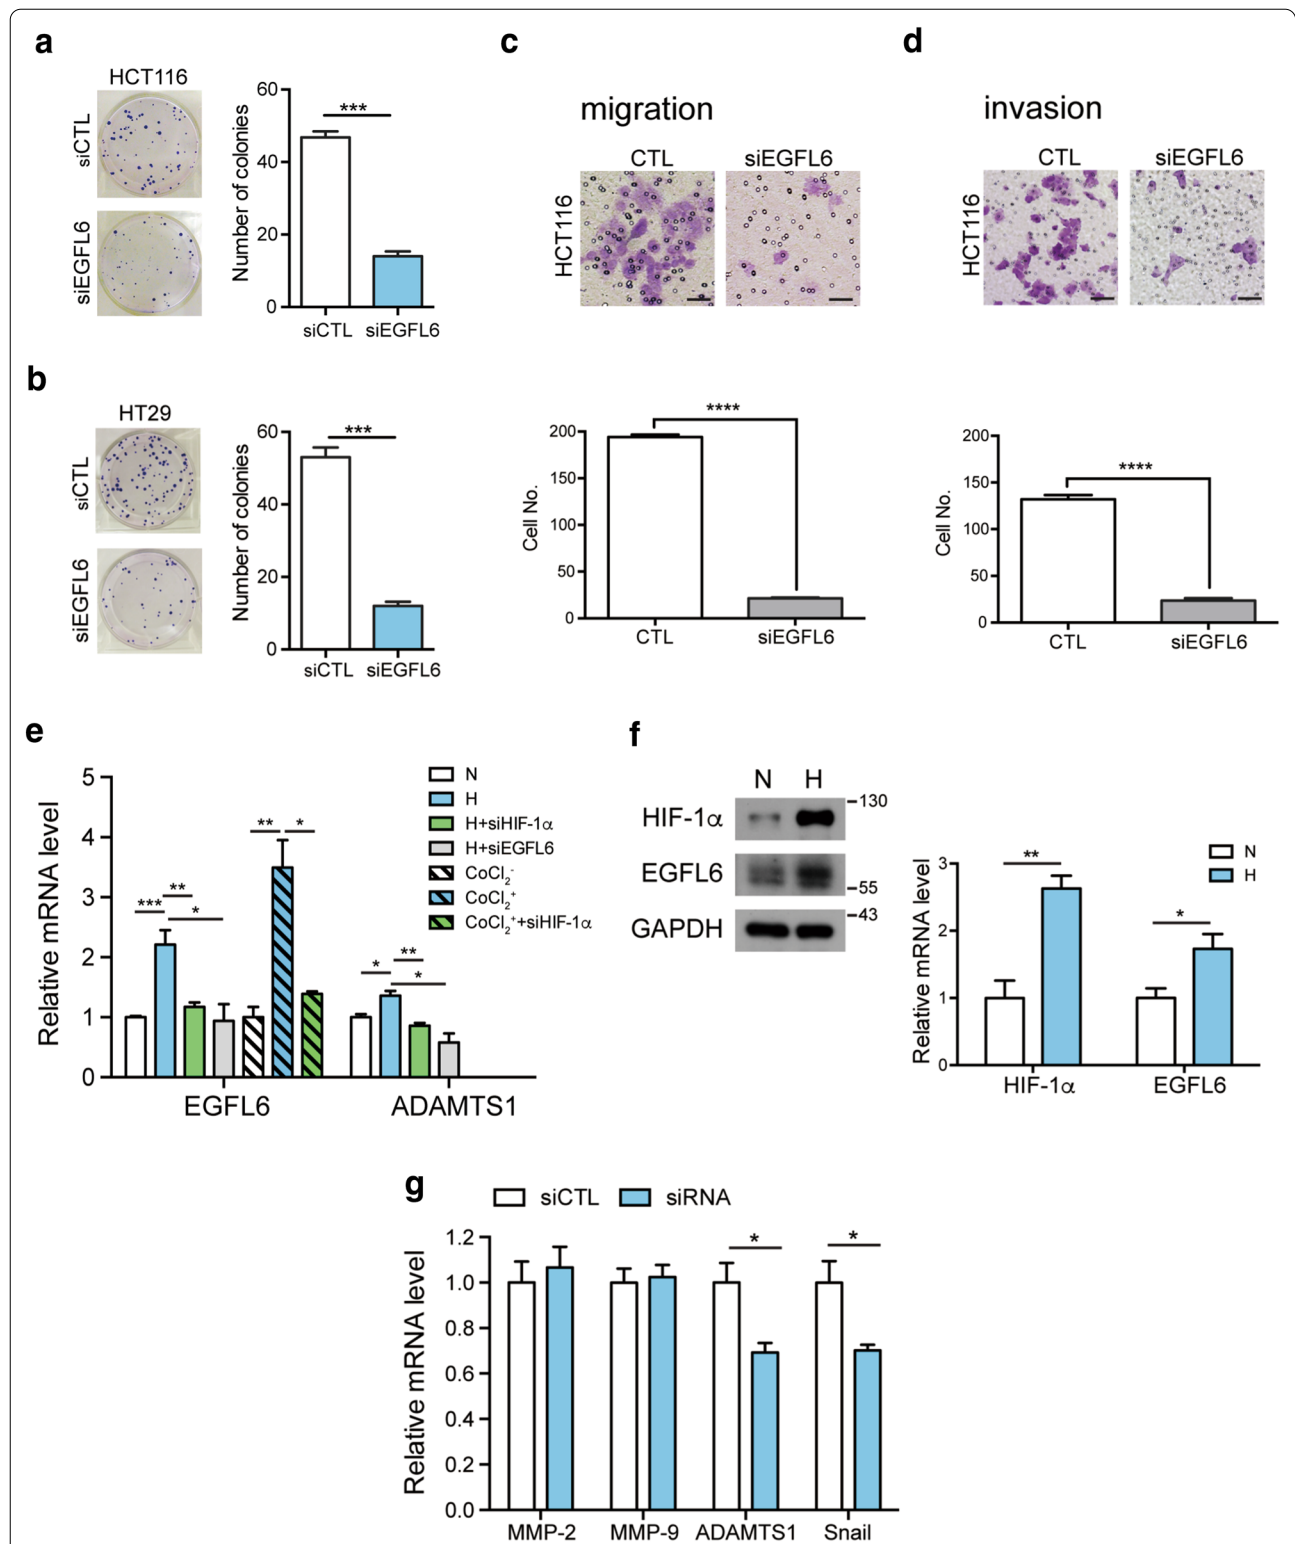 a
HCT116
siCTL
siEGFL6
Number of colonies
60
40
20
0
***
siCTL siEGFL6
b
HT29
siCTL
siEGFL6
Number of colonies
60
40
20
0
***
siCTL siEGFL6
c
migration
CTL siEGFL6
HCT116
Cell No.
200
150
100
50
0
****
CTL siEGFL6
d
invasion
CTL siEGFL6
HCT116
Cell No.
200
150
100
50
0
****
CTL siEGFL6
e
Relative mRNA level
5
4
3
2
1
0
***
**
*
**
*
*
**
*
N
H
H+siHIF-1α
H+siEGFL6
CoCl₂⁻
CoCl₂⁺
CoCl₂⁺+siHIF-1α
EGFL6 ADAMTS1
f
N H
HIF-1α
EGFL6
GAPDH
130
55
43
Relative mRNA level
3
2
1
0
**
*
N
H
HIF-1α EGFL6
g
siCTL siRNA
Relative mRNA level
1.2
1.0
0.8
0.6
0.4
0.2
0.0
*
*
MMP-2 MMP-9 ADAMTS1 Snail